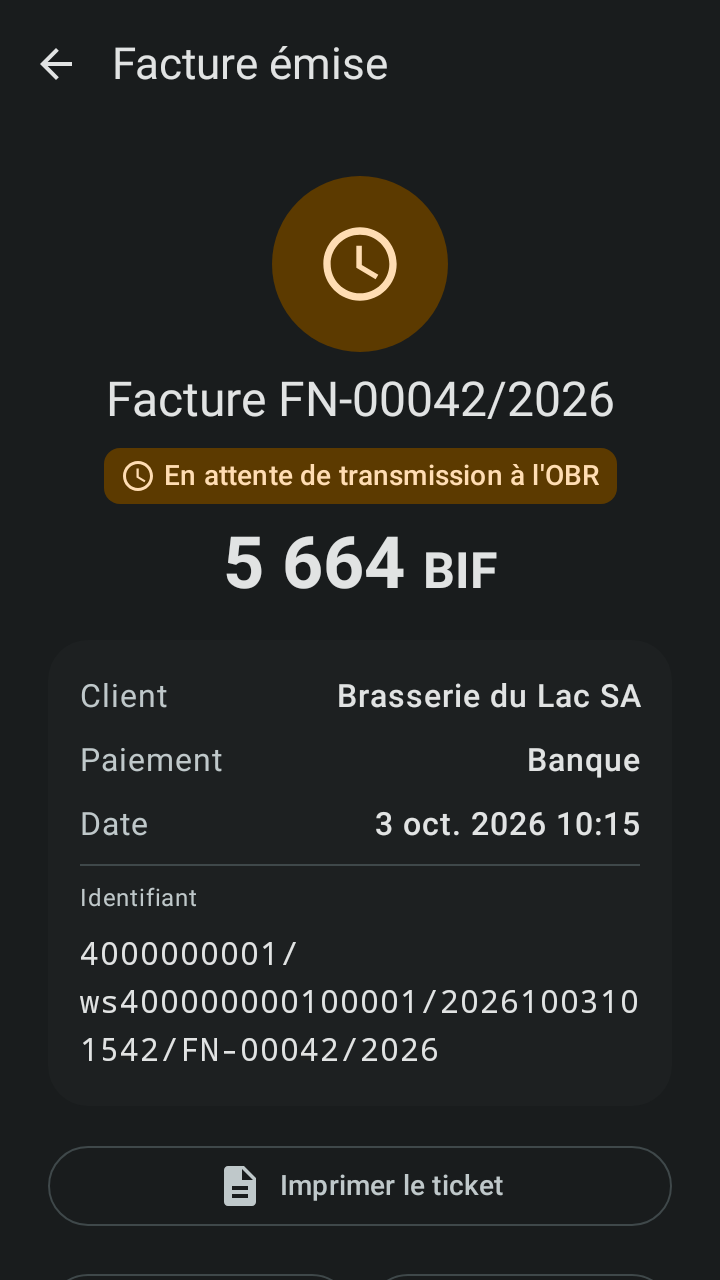 Facture émise
Facture FN-00042/2026
En attente de transmission à l'OBR
5 664 BIF
Client Brasserie du Lac SA
Paiement Banque
Date 3 oct. 2026 10:15
Identifiant
4000000001/
ws400000000100001/2026100310
1542/FN-00042/2026
Imprimer le ticket